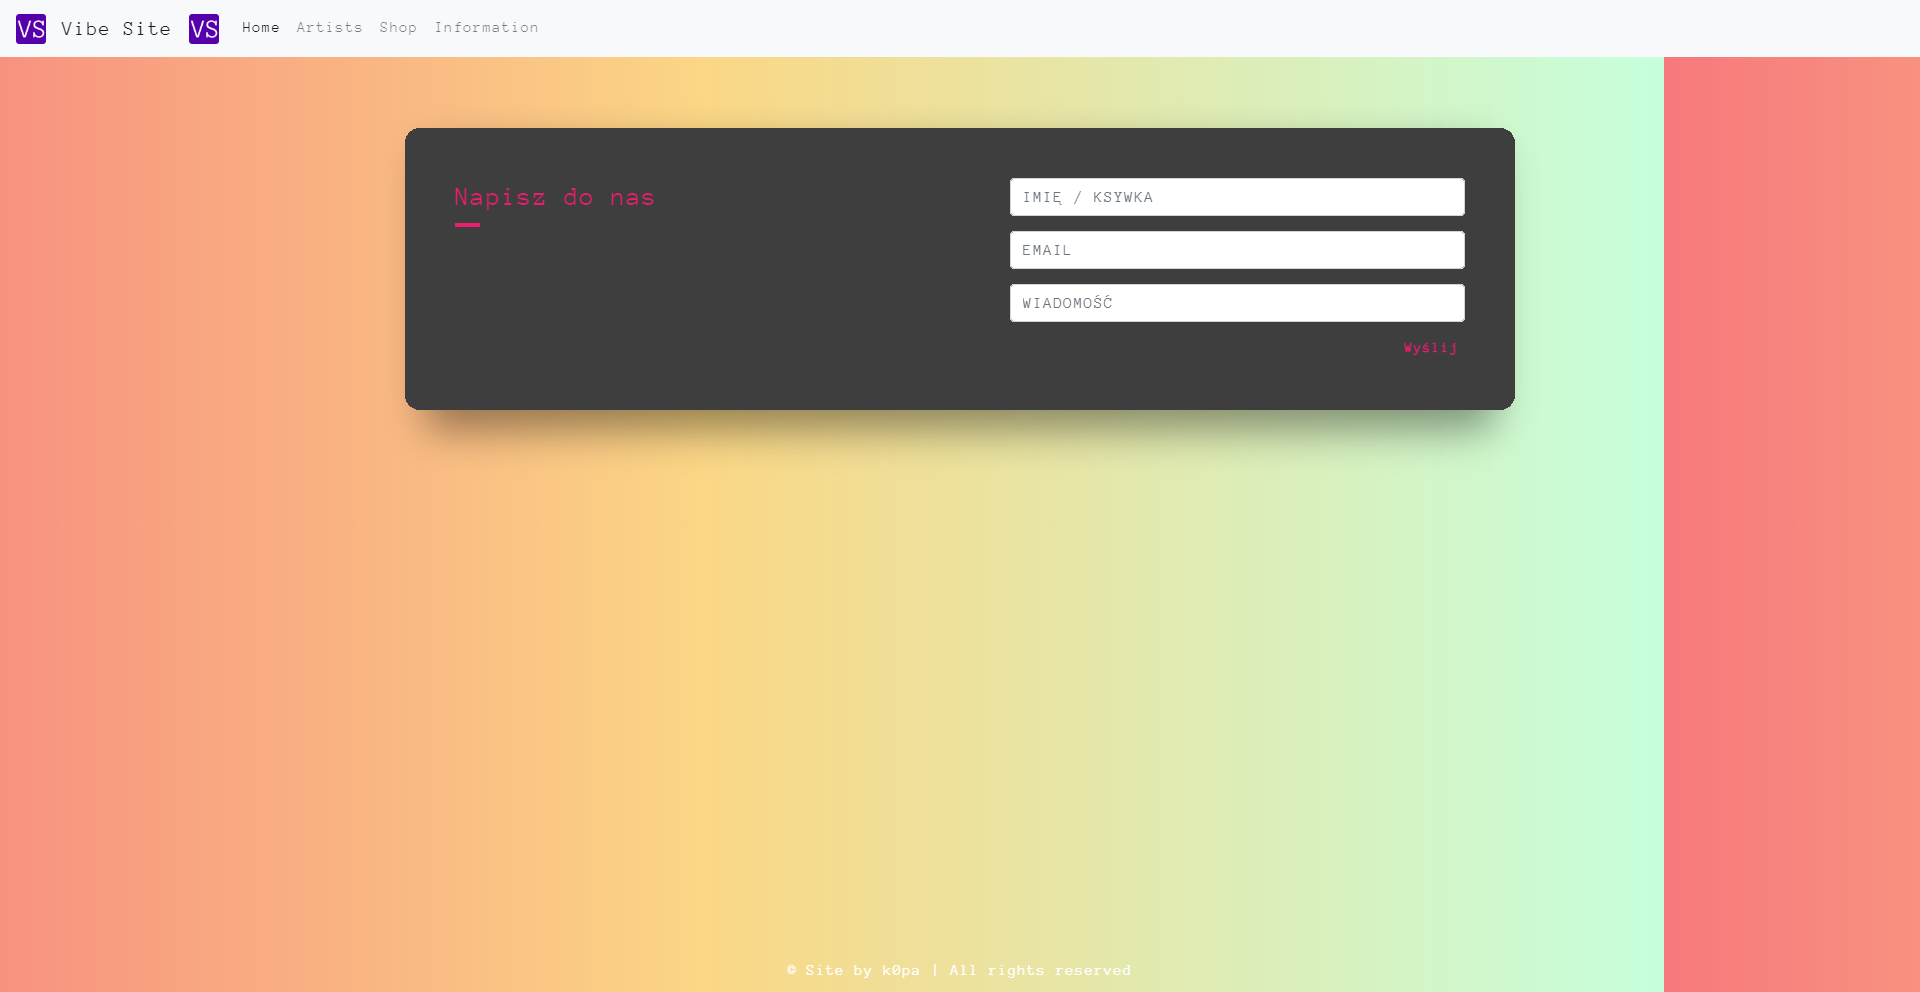 VS Vibe Site VS Home Artists Shop Information
Napisz do nas
IMIĘ / KSYWKA
EMAIL
WIADOMOŚĆ
Wyślij
© Site by k0pa | All rights reserved